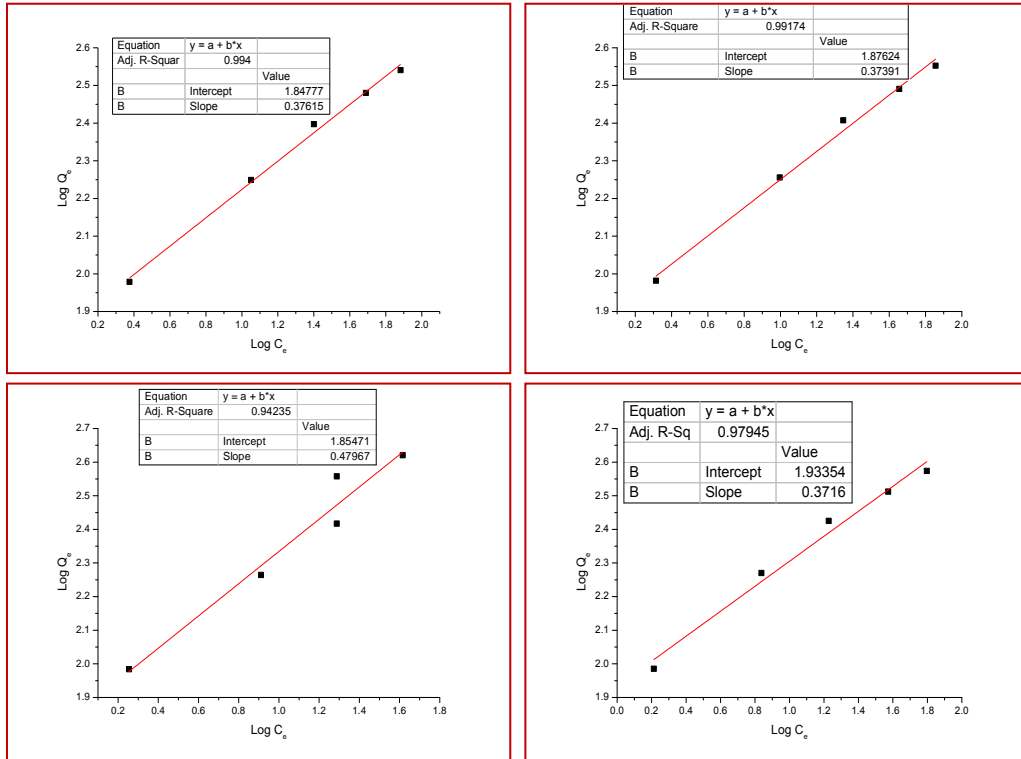 Equation y = a + b*x
Adj. R-Squar 0.994
Value
B Intercept 1.84777
B Slope 0.37615
2.6
2.5
2.4
2.3
2.2
2.1
2.0
1.9
Log Qe
0.2 0.4 0.6 0.8 1.0 1.2 1.4 1.6 1.8 2.0
Log Ce
Equation y = a + b*x
Adj. R-Square 0.99174
Value
B Intercept 1.87624
B Slope 0.37391
2.6
2.5
2.4
2.3
2.2
2.1
2.0
1.9
Log Qe
0.2 0.4 0.6 0.8 1.0 1.2 1.4 1.6 1.8 2.0
Log Ce
Equation y = a + b*x
Adj. R-Square 0.94235
Value
B Intercept 1.85471
B Slope 0.47967
2.7
2.6
2.5
2.4
2.3
2.2
2.1
2.0
1.9
Log Qe
0.2 0.4 0.6 0.8 1.0 1.2 1.4 1.6 1.8
Log Ce
Equation y = a + b*x
Adj. R-Sq 0.97945
Value
B Intercept 1.93354
B Slope 0.3716
2.7
2.6
2.5
2.4
2.3
2.2
2.1
2.0
1.9
Log Qe
0.0 0.2 0.4 0.6 0.8 1.0 1.2 1.4 1.6 1.8 2.0
Log Ce